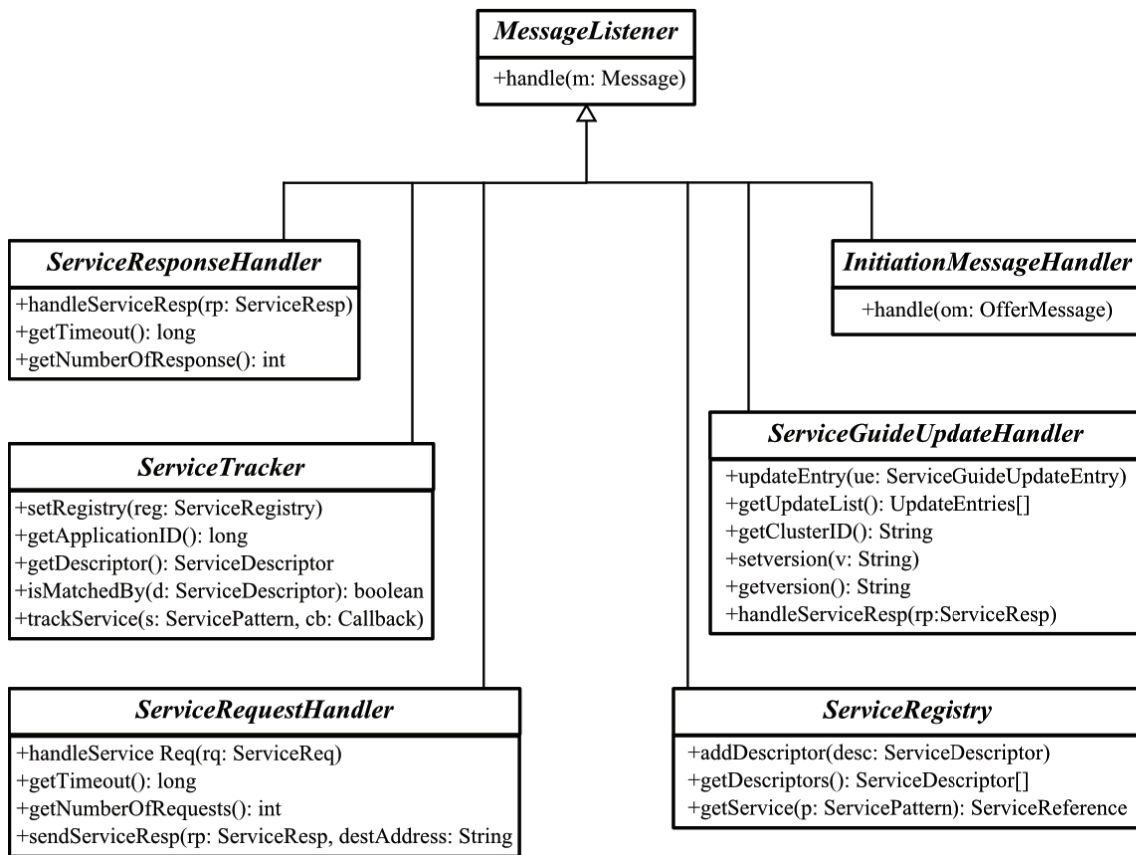 MessageListener
+handle(m: Message)
ServiceResponseHandler
+handleServiceResp(rp: ServiceResp)
+getTimeout(): long
+getNumberOfResponse(): int
InitiationMessageHandler
+handle(om: OfferMessage)
ServiceTracker
+setRegistry(reg: ServiceRegistry)
+getApplicationID(): long
+getDescriptor(): ServiceDescriptor
+isMatchedBy(d: ServiceDescriptor): boolean
+trackService(s: ServicePattern, cb: Callback)
ServiceGuideUpdateHandler
+updateEntry(ue: ServiceGuideUpdateEntry)
+getUpdateList(): UpdateEntries[]
+getClusterID(): String
+setversion(v: String)
+getversion(): String
+handleServiceResp(rp:ServiceResp)
ServiceRequestHandler
+handleService Req(rq: ServiceReq)
+getTimeout(): long
+getNumberOfRequests(): int
+sendServiceResp(rp: ServiceResp, destAddress: String
ServiceRegistry
+addDescriptor(desc: ServiceDescriptor)
+getDescriptors(): ServiceDescriptor[]
+getService(p: ServicePattern): ServiceReference